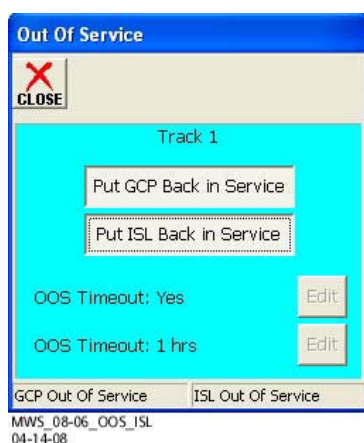 Out Of Service
CLOSE
Track 1
Put GCP Back in Service
Put ISL Back in Service
OOS Timeout: Yes
Edit
OOS Timeout: 1 hrs
Edit
GCP Out Of Service ISL Out Of Service
MWS_08-06_OOS_ISL
04-14-08